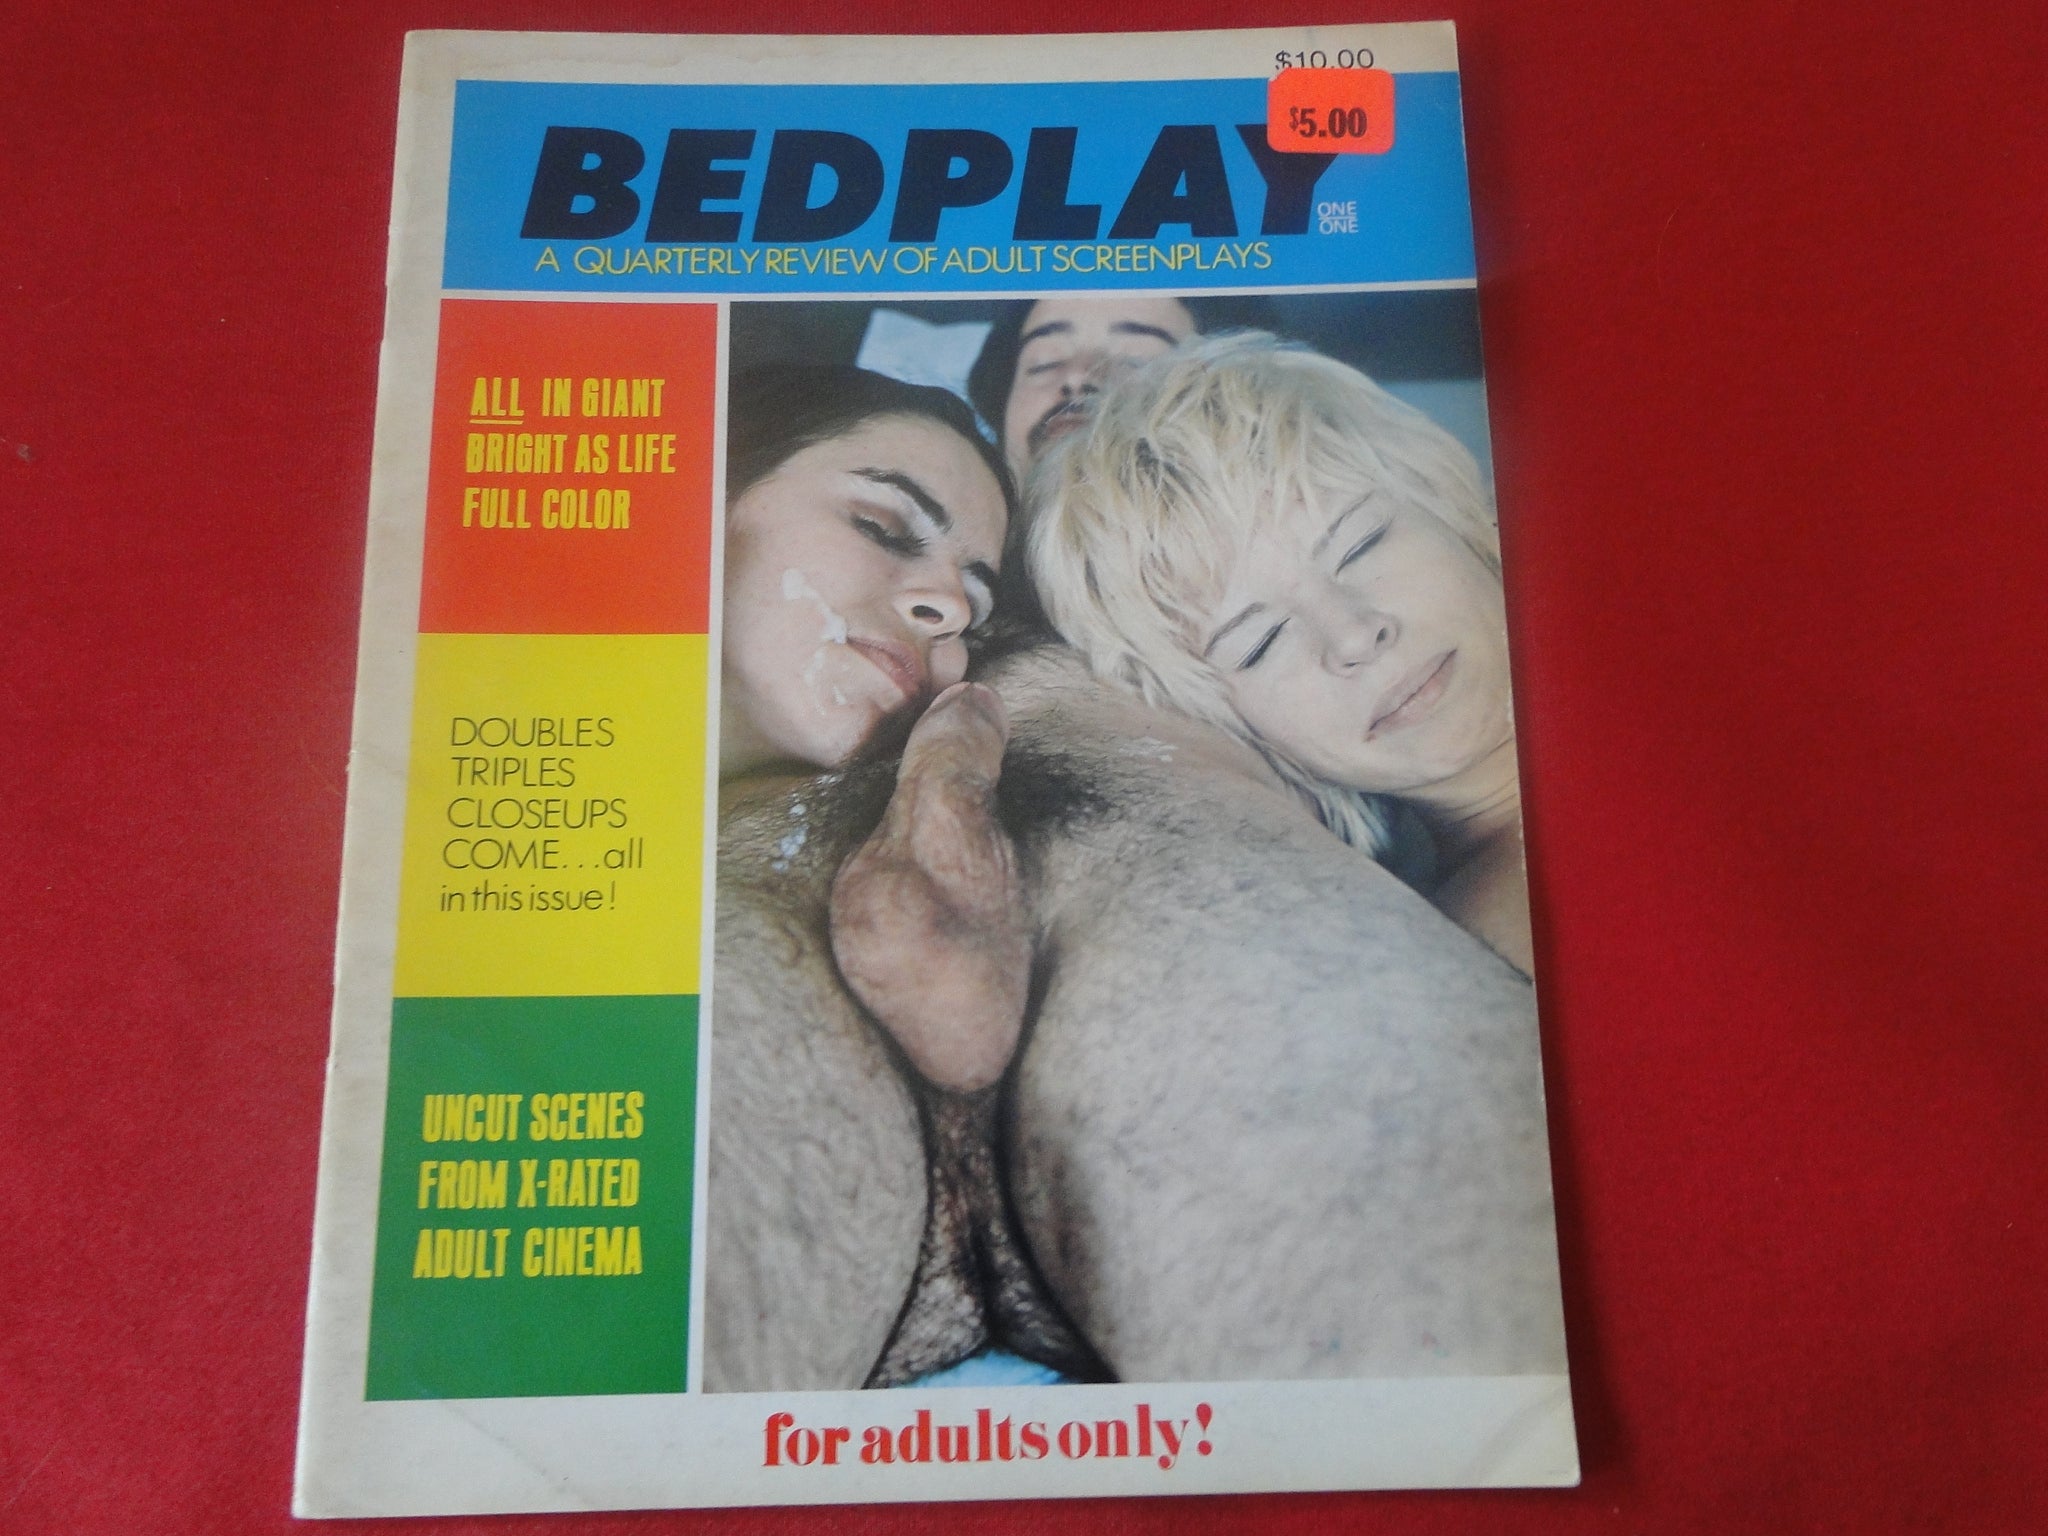 $10.00
$5.00
BEDPLAY
ONE
ONE
A QUARTERLY REVIEW OF ADULT SCREENPLAYS
ALL IN GIANT
BRIGHT AS LIFE
FULL COLOR
DOUBLES
TRIPLES
CLOSEUPS
COME...all
in this issue!
UNCUT SCENES
FROM X-RATED
ADULT CINEMA
for adults only!